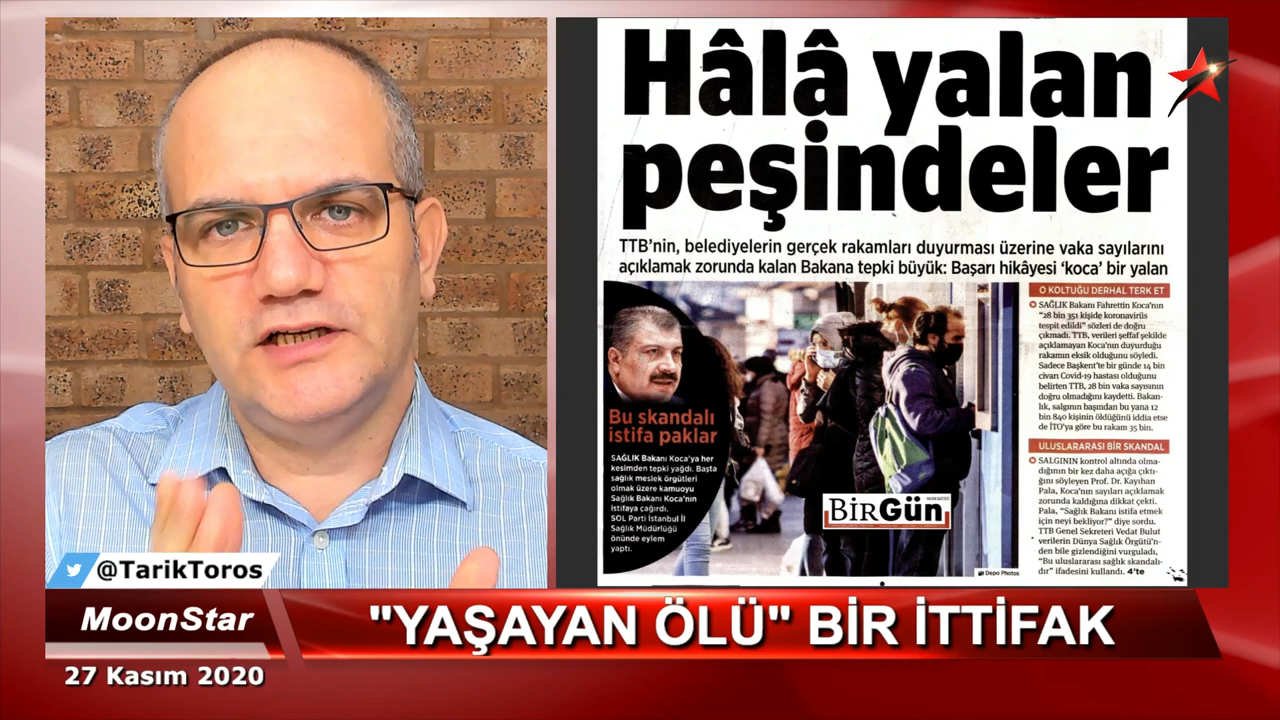 Hâlâ yalan
peşindeler
TTB'nin, belediyelerin gerçek rakamları duyurması üzerine vaka sayılarını
açıklamak zorunda kalan Bakana tepki büyük: Başarı hikâyesi 'koca' bir yalan
Bu skandalı
istifa paklar
SAĞLIK Bakanı Koca'ya her
kesimden tepki yağdı. Başta
sağlık meslek örgütleri
olmak üzere kamuoyu
Sağlık Bakanı Koca'nın
istifaya çağırdı.
SOL Parti İstanbul İl
Sağlık Müdürlüğü
önünde eylem
yaptı.
BİRGün
Depo Photos
O KOLTUĞU DERHAL TERK ET
SAĞLIK Bakanı Fahrettin Koca'nın
"28 bin 351 kişide koronavirüs
tespit edildi" sözleri de doğru
çıkmadı. TTB, verileri şeffaf şekilde
açıklamayan Koca'nın duyurduğu
rakamın eksik olduğunu söyledi.
Sadece Başkent'te bir günde 14 bin
civarı Covid-19 hastası olduğunu
belirten TTB, 28 bin vaka sayısının
doğru olmadığını kaydetti. Bakan-
lık, salgının başından bu yana 12
bin 840 kişinin öldüğünü iddia etse
de İTO'ya göre bu rakam 35 bin.
ULUSLARARASI BİR SKANDAL
SALGININ kontrol altında olma-
dığının bir kez daha açığa çıktı-
ğını söyleyen Prof. Dr. Kayıhan
Pala, Koca'nın sayıları açıklamak
zorunda kaldığına dikkat çekti.
Pala, "Sağlık Bakanı istifa etmek
için neyi bekliyor?" diye sordu.
TTB Genel Sekreteri Vedat Bulut
verilerin Dünya Sağlık Örgütü'n-
den bile gizlendiğini vurguladı,
"Bu uluslararası sağlık skandalı-
dır" ifadesini kullandı. 4'te
@TarikToros
MoonStar
"YAŞAYAN ÖLÜ" BİR İTTİFAK
27 Kasım 2020